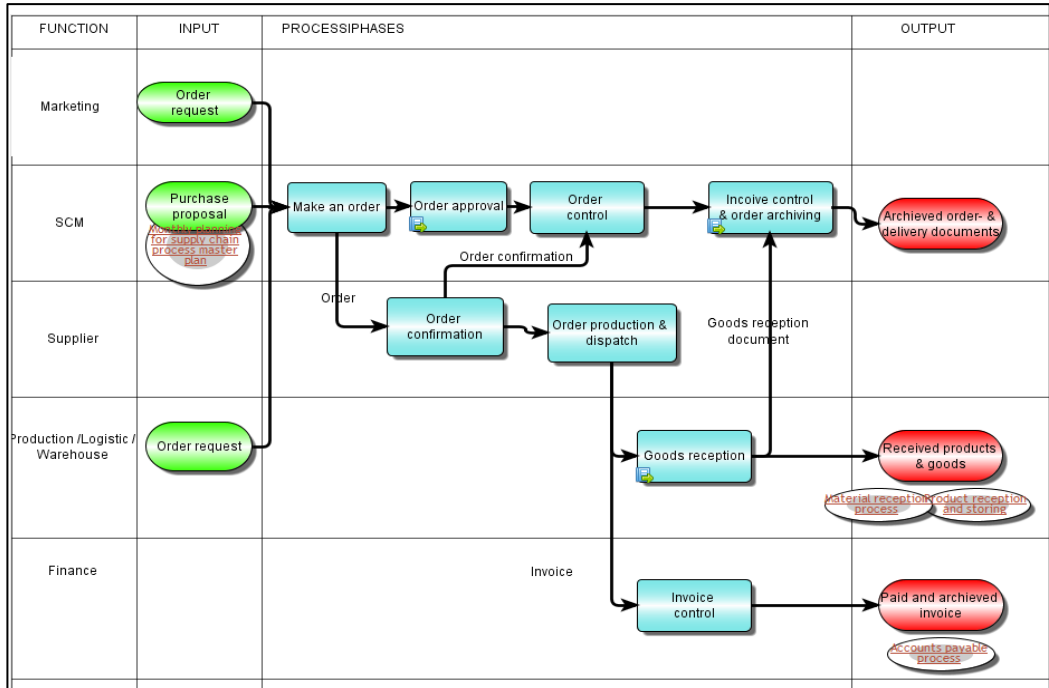 FUNCTION
INPUT
PROCESSIPHASES
OUTPUT
Marketing
Order
request
SCM
Purchase
proposal
Monthly planning
for supply chain
process master
plan
Make an order
Order approval
Order
control
Incoive control
& order archiving
Archieved order- &
delivery documents
Order confirmation
Order
Supplier
Order
confirmation
Order production &
dispatch
Goods reception
document
Production /Logistic /
Warehouse
Order request
Goods reception
Received products
& goods
Material reception
process
Product reception
and storing
Finance
Invoice
Invoice
control
Paid and archieved
invoice
Accounts payable
process